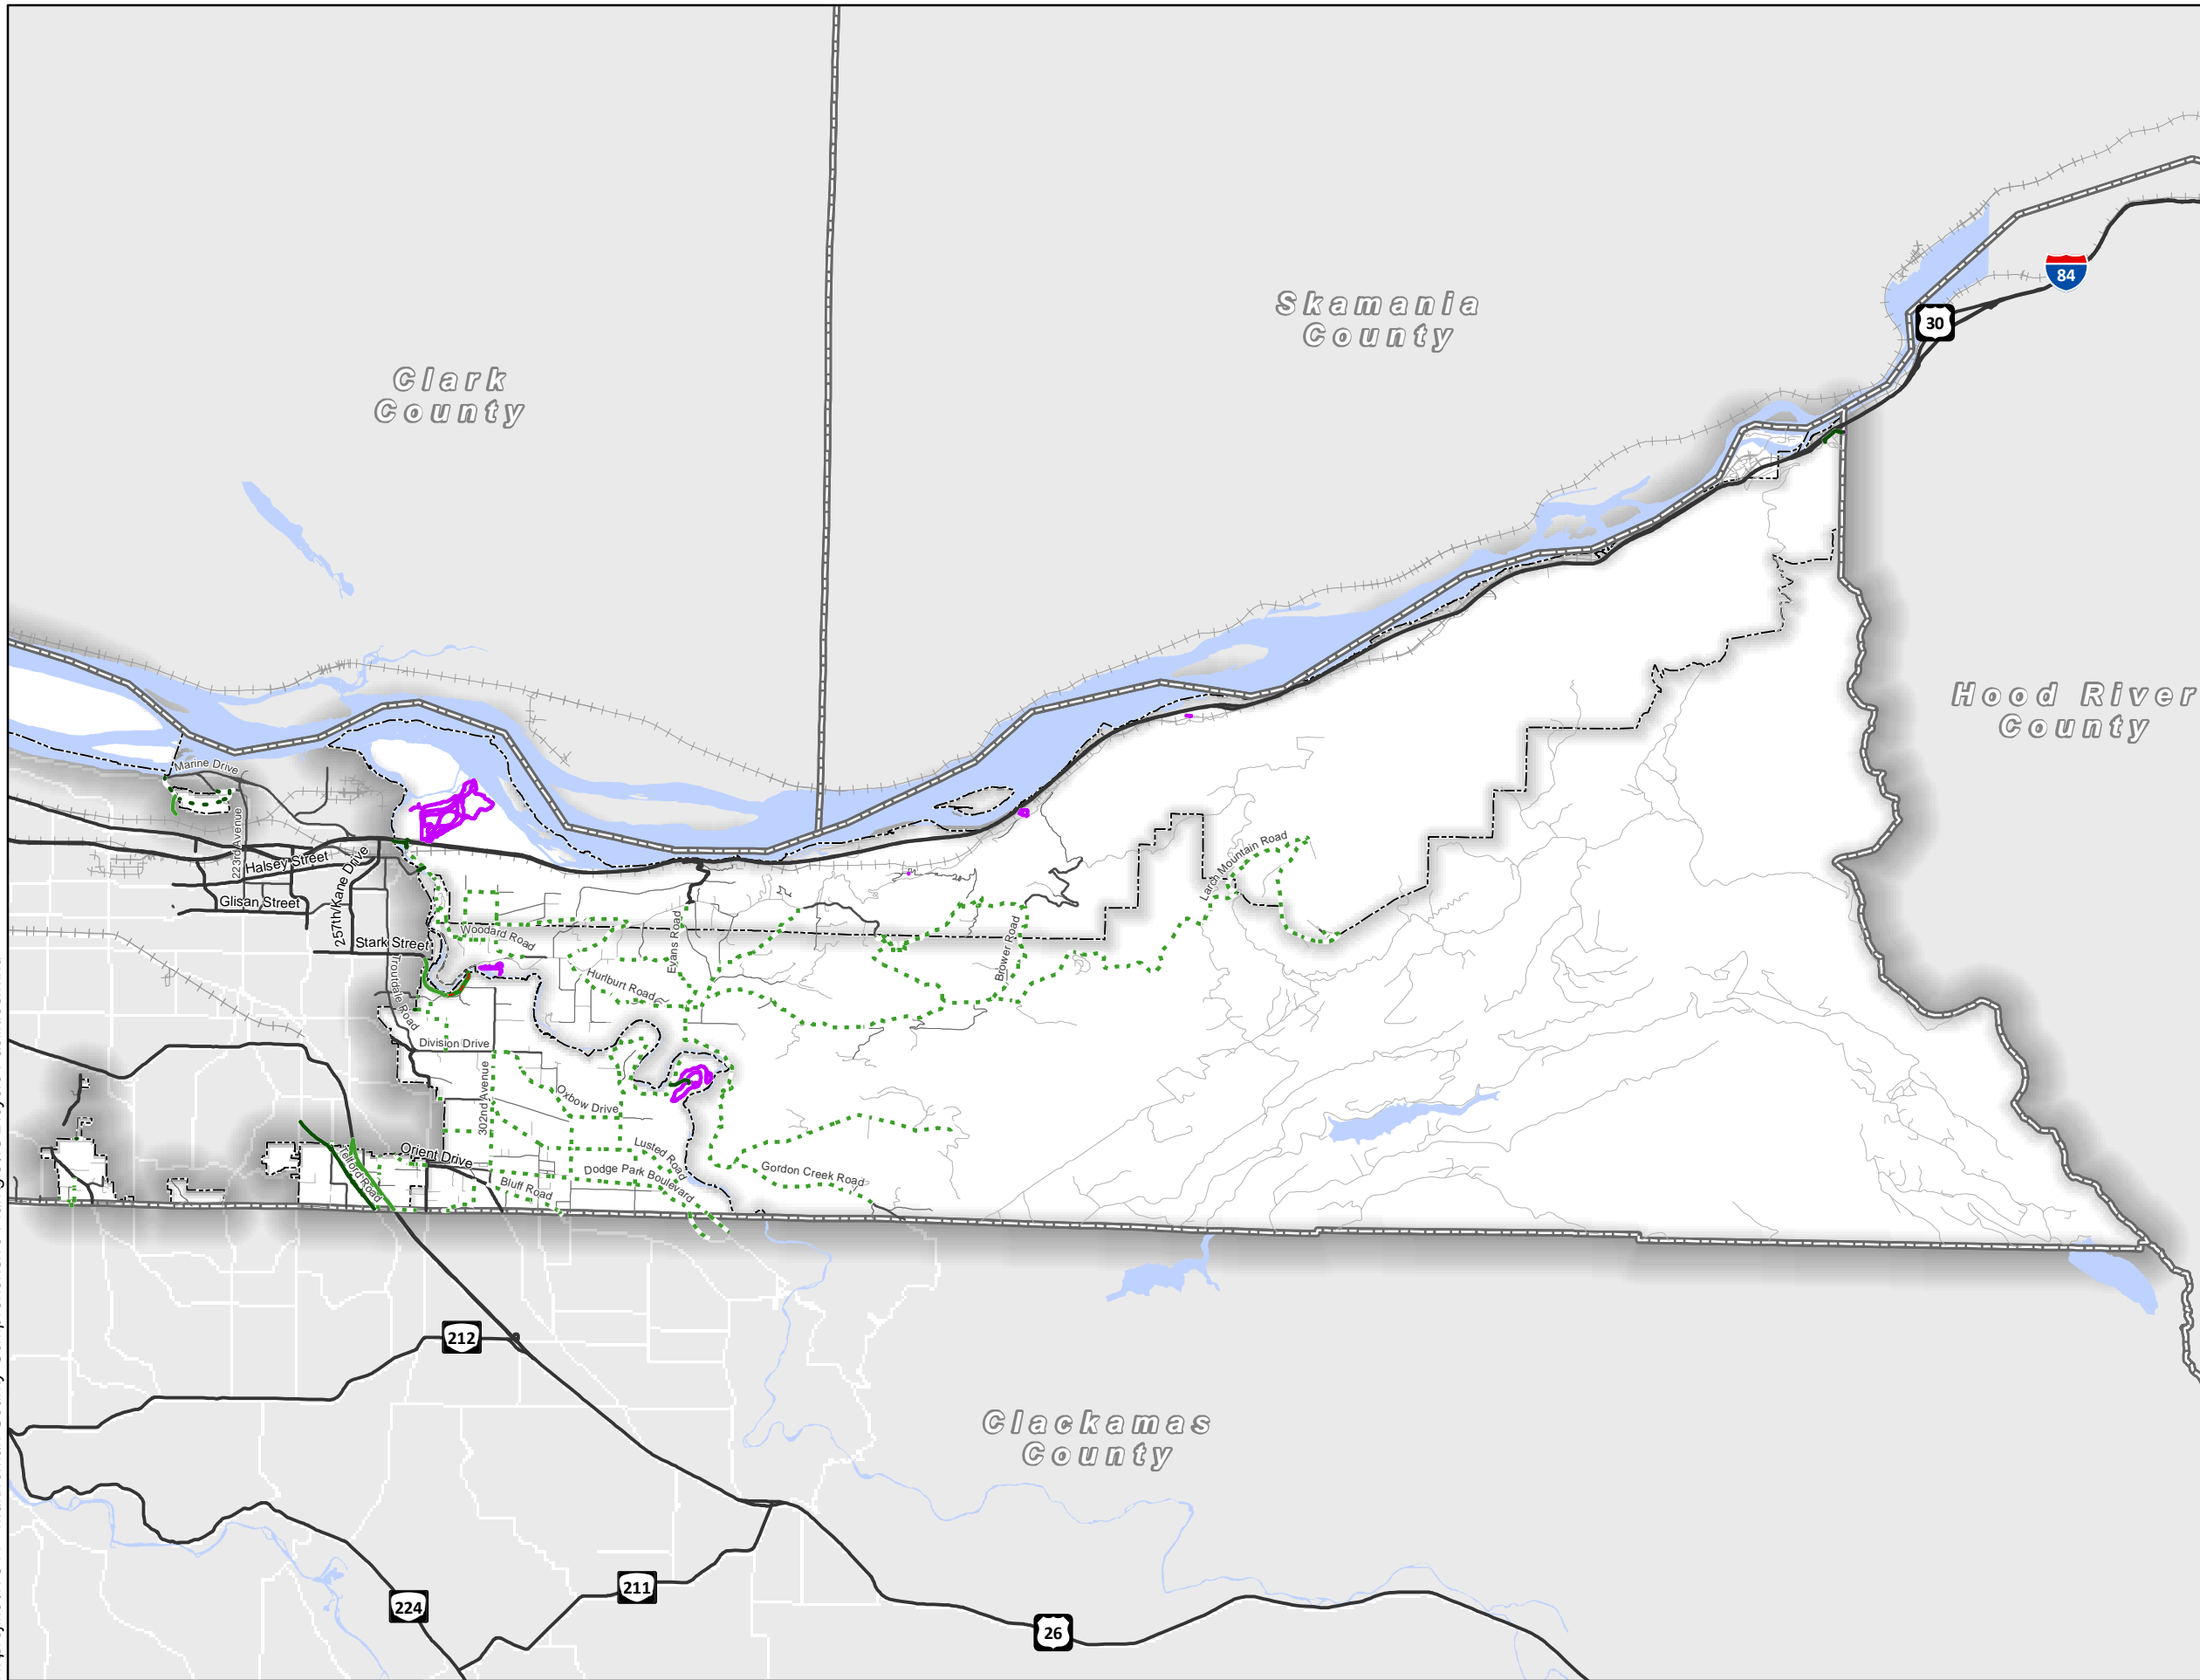 84
30
Skamania
County
Clark
County
Hood River
County
Marine Drive
223rd Avenue
Halsey Street
257th/Kane Drive
Glisan Street
Larch Mountain Road
Stark Street
Woodard Road
Evans Road
Brower Road
Troutdale Road
Hurlburt Road
Division Drive
302nd Avenue
Oxbow Drive
Orient Drive
Lusted Road
Telford Road
Dodge Park Boulevard
Gordon Creek Road
Bluff Road
212
Clackamas
County
211
224
26